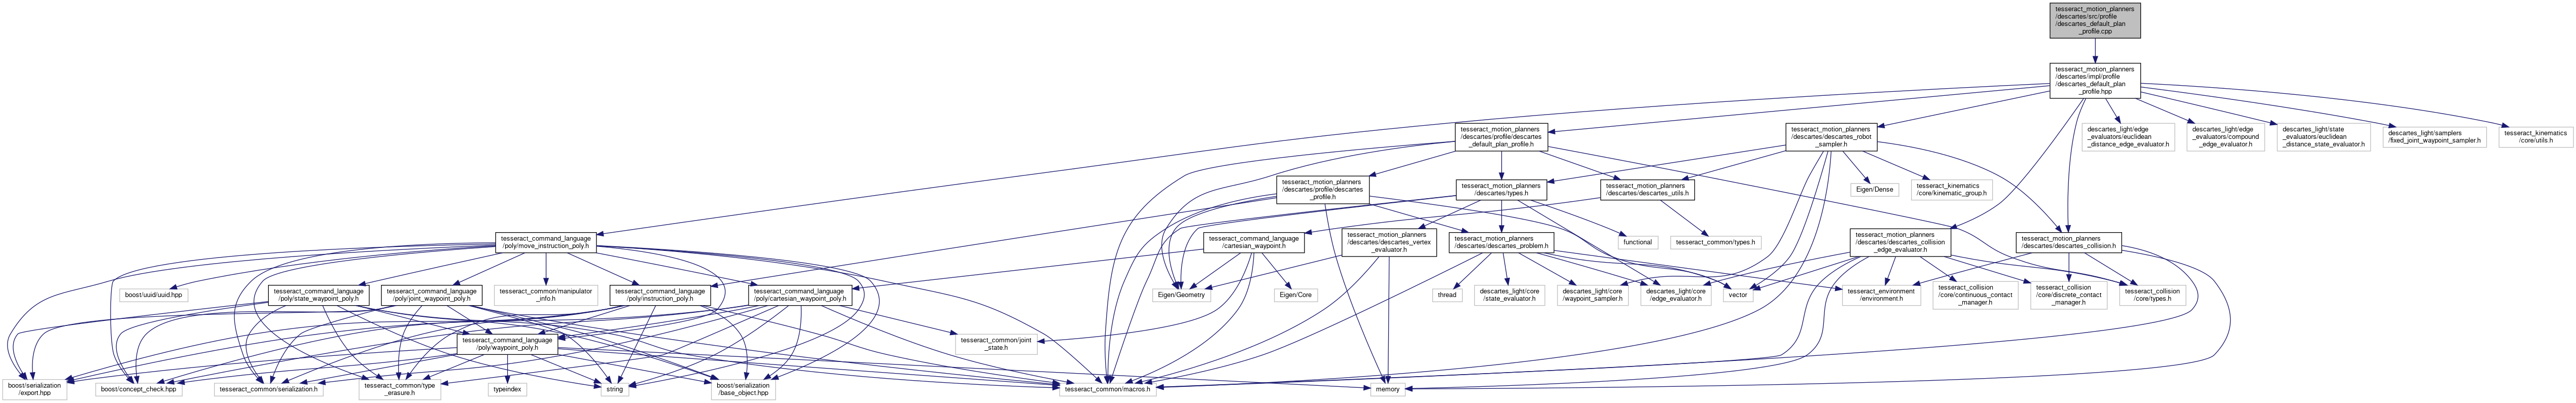 tesseract_motion_planners
/descartes/src/profile
/descartes_default_plan
_profile.cpp
tesseract_motion_planners
/descartes/impl/profile
/descartes_default_plan
_profile.hpp
tesseract_motion_planners
/descartes/profile/descartes
_default_plan_profile.h
tesseract_motion_planners
/descartes/descartes_robot
_sampler.h
descartes_light/edge
_evaluators/euclidean
_distance_edge_evaluator.h
descartes_light/edge
_evaluators/compound
_edge_evaluator.h
descartes_light/state
_evaluators/euclidean
_distance_state_evaluator.h
descartes_light/samplers
/fixed_joint_waypoint_sampler.h
tesseract_kinematics
/core/utils.h
tesseract_motion_planners
/descartes/profile/descartes
_profile.h
tesseract_motion_planners
/descartes/types.h
tesseract_motion_planners
/descartes/descartes_utils.h
Eigen/Dense
tesseract_kinematics
/core/kinematic_group.h
tesseract_command_language
/poly/move_instruction_poly.h
tesseract_command_language
/cartesian_waypoint.h
tesseract_motion_planners
/descartes/descartes_vertex
_evaluator.h
tesseract_motion_planners
/descartes/descartes_problem.h
functional
tesseract_common/types.h
tesseract_motion_planners
/descartes/descartes_collision
_edge_evaluator.h
tesseract_motion_planners
/descartes/descartes_collision.h
boost/uuid/uuid.hpp
tesseract_command_language
/poly/state_waypoint_poly.h
tesseract_command_language
/poly/joint_waypoint_poly.h
tesseract_common/manipulator
_info.h
tesseract_command_language
/poly/instruction_poly.h
tesseract_command_language
/poly/cartesian_waypoint_poly.h
Eigen/Geometry
Eigen/Core
thread
descartes_light/core
/state_evaluator.h
descartes_light/core
/waypoint_sampler.h
descartes_light/core
/edge_evaluator.h
vector
tesseract_environment
/environment.h
tesseract_collision
/core/continuous_contact
_manager.h
tesseract_collision
/core/discrete_contact
_manager.h
tesseract_collision
/core/types.h
tesseract_command_language
/poly/waypoint_poly.h
tesseract_common/joint
_state.h
boost/serialization
/export.hpp
boost/concept_check.hpp
tesseract_common/serialization.h
tesseract_common/type
_erasure.h
typeindex
string
boost/serialization
/base_object.hpp
tesseract_common/macros.h
memory